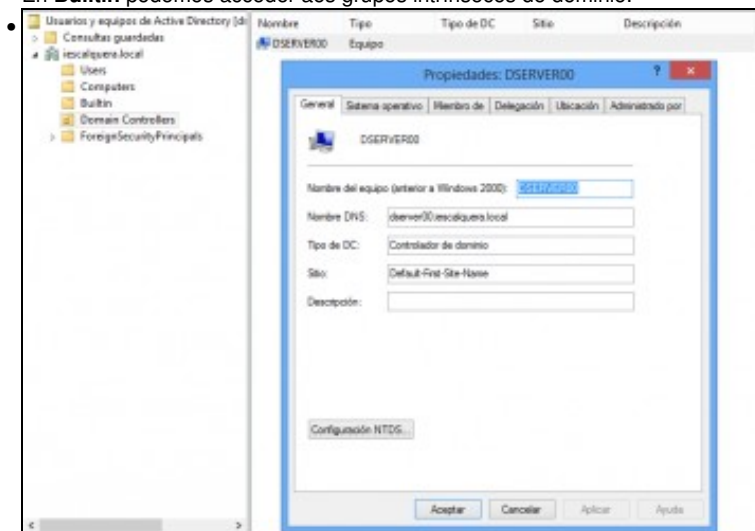 En Builtin podemos acceder aos grupos intrínsecos de dominio.
Usuarios y equipos de Active Directory [ds
Consultas guardadas
iescalquera.local
Users
Computers
Builtin
Domain Controllers
ForeignSecurityPrincipals
Nombre Tipo Tipo de DC Sitio Descripción
DSERVER00 Equipo
Propiedades: DSERVER00
General Sistema operativo Miembro de Delegación Ubicación Administrado por
DSERVER00
Nombre del equipo (anterior a Windows 2000): DSERVER00
Nombre DNS: dserver00.iescalquera.local
Tipo de DC: Controlador de dominio
Sitio: Default-First-Site-Name
Descripción:
Configuración NTDS...
Aceptar Cancelar Aplicar Ayuda